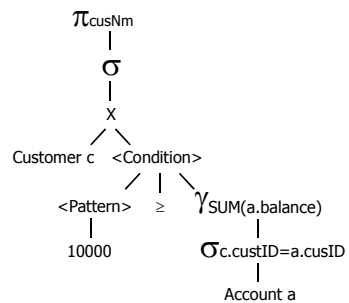 πcusNm
σ
X
Customer c <Condition>
<Pattern> ≥ γSUM(a.balance)
10000 σc.custID=a.cusID
Account a